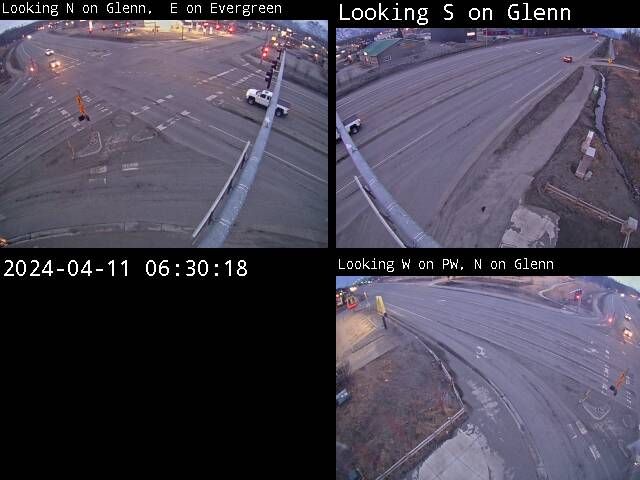 Looking N on Glenn,  E on Evergreen
Looking S on Glenn
2024-04-11 06:30:18
Looking W on PW, N on Glenn